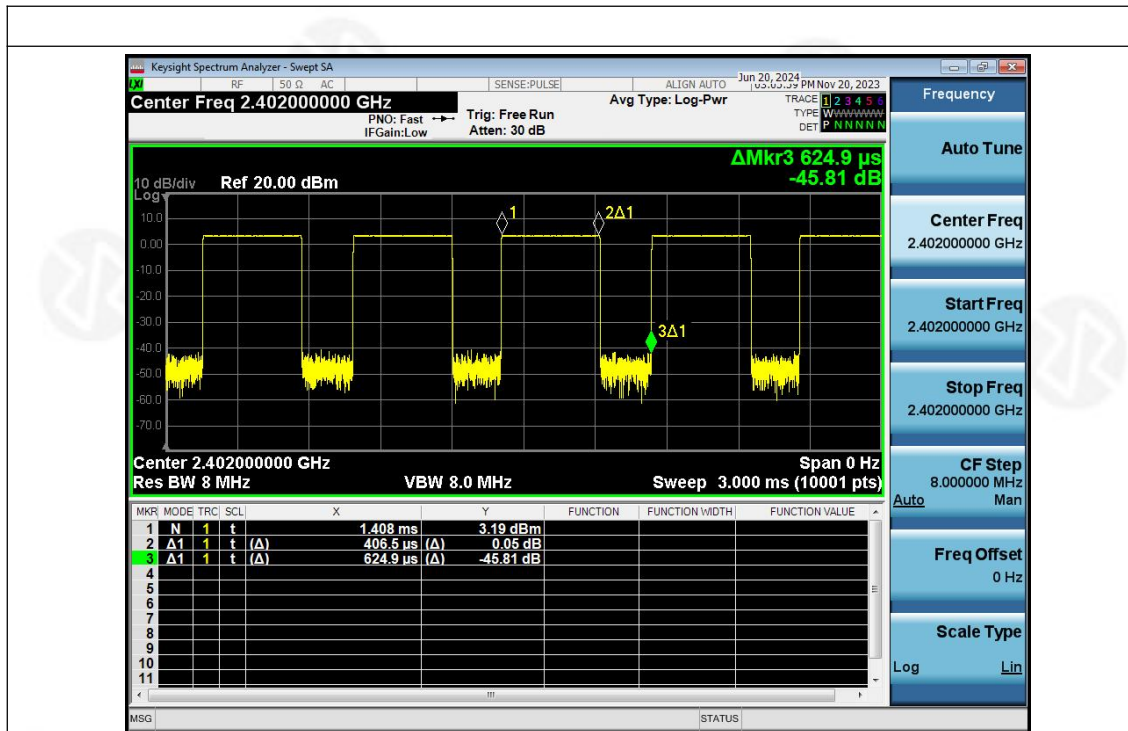 Keysight Spectrum Analyzer - Swept SA
LXI RF 50 Ω AC SENSE:PULSE ALIGN AUTO PM Nov 20, 2023
Jun 20, 2024
Center Freq 2.402000000 GHz
PNO: Fast
IFGain:Low
Trig: Free Run
Atten: 30 dB
Avg Type: Log-Pwr
TRACE 1 2 3 4 5 6
TYPE WWWWWW
DET P N N N N N
ΔMkr3 624.9 µs
-45.81 dB
10 dB/div Ref 20.00 dBm
Log
10.0
0.00
-10.0
-20.0
-30.0
-40.0
-50.0
-60.0
-70.0
1
2Δ1
3Δ1
Center 2.402000000 GHz Span 0 Hz
Res BW 8 MHz VBW 8.0 MHz Sweep 3.000 ms (10001 pts)
MKR MODE TRC SCL X Y FUNCTION FUNCTION WIDTH FUNCTION VALUE
1 N 1 t 1.408 ms 3.19 dBm
2 Δ1 1 t (Δ) 406.5 µs (Δ) 0.05 dB
3 Δ1 1 t (Δ) 624.9 µs (Δ) -45.81 dB
4
5
6
7
8
9
10
11
MSG STATUS
Frequency
Auto Tune
Center Freq
2.402000000 GHz
Start Freq
2.402000000 GHz
Stop Freq
2.402000000 GHz
CF Step
8.000000 MHz
Auto Man
Freq Offset
0 Hz
Scale Type
Log Lin